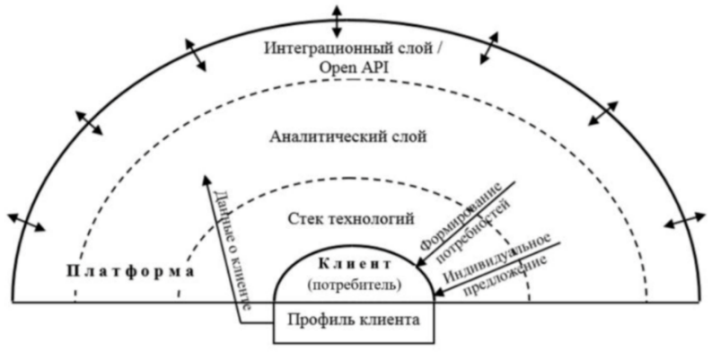 Интеграционный слой /
Open API
Аналитический слой
Данные о клиенте
Формирование
потребностей
Стек технологий
Индивидуальное
предложение
Платформа
Клиент
(потребитель)
Профиль клиента